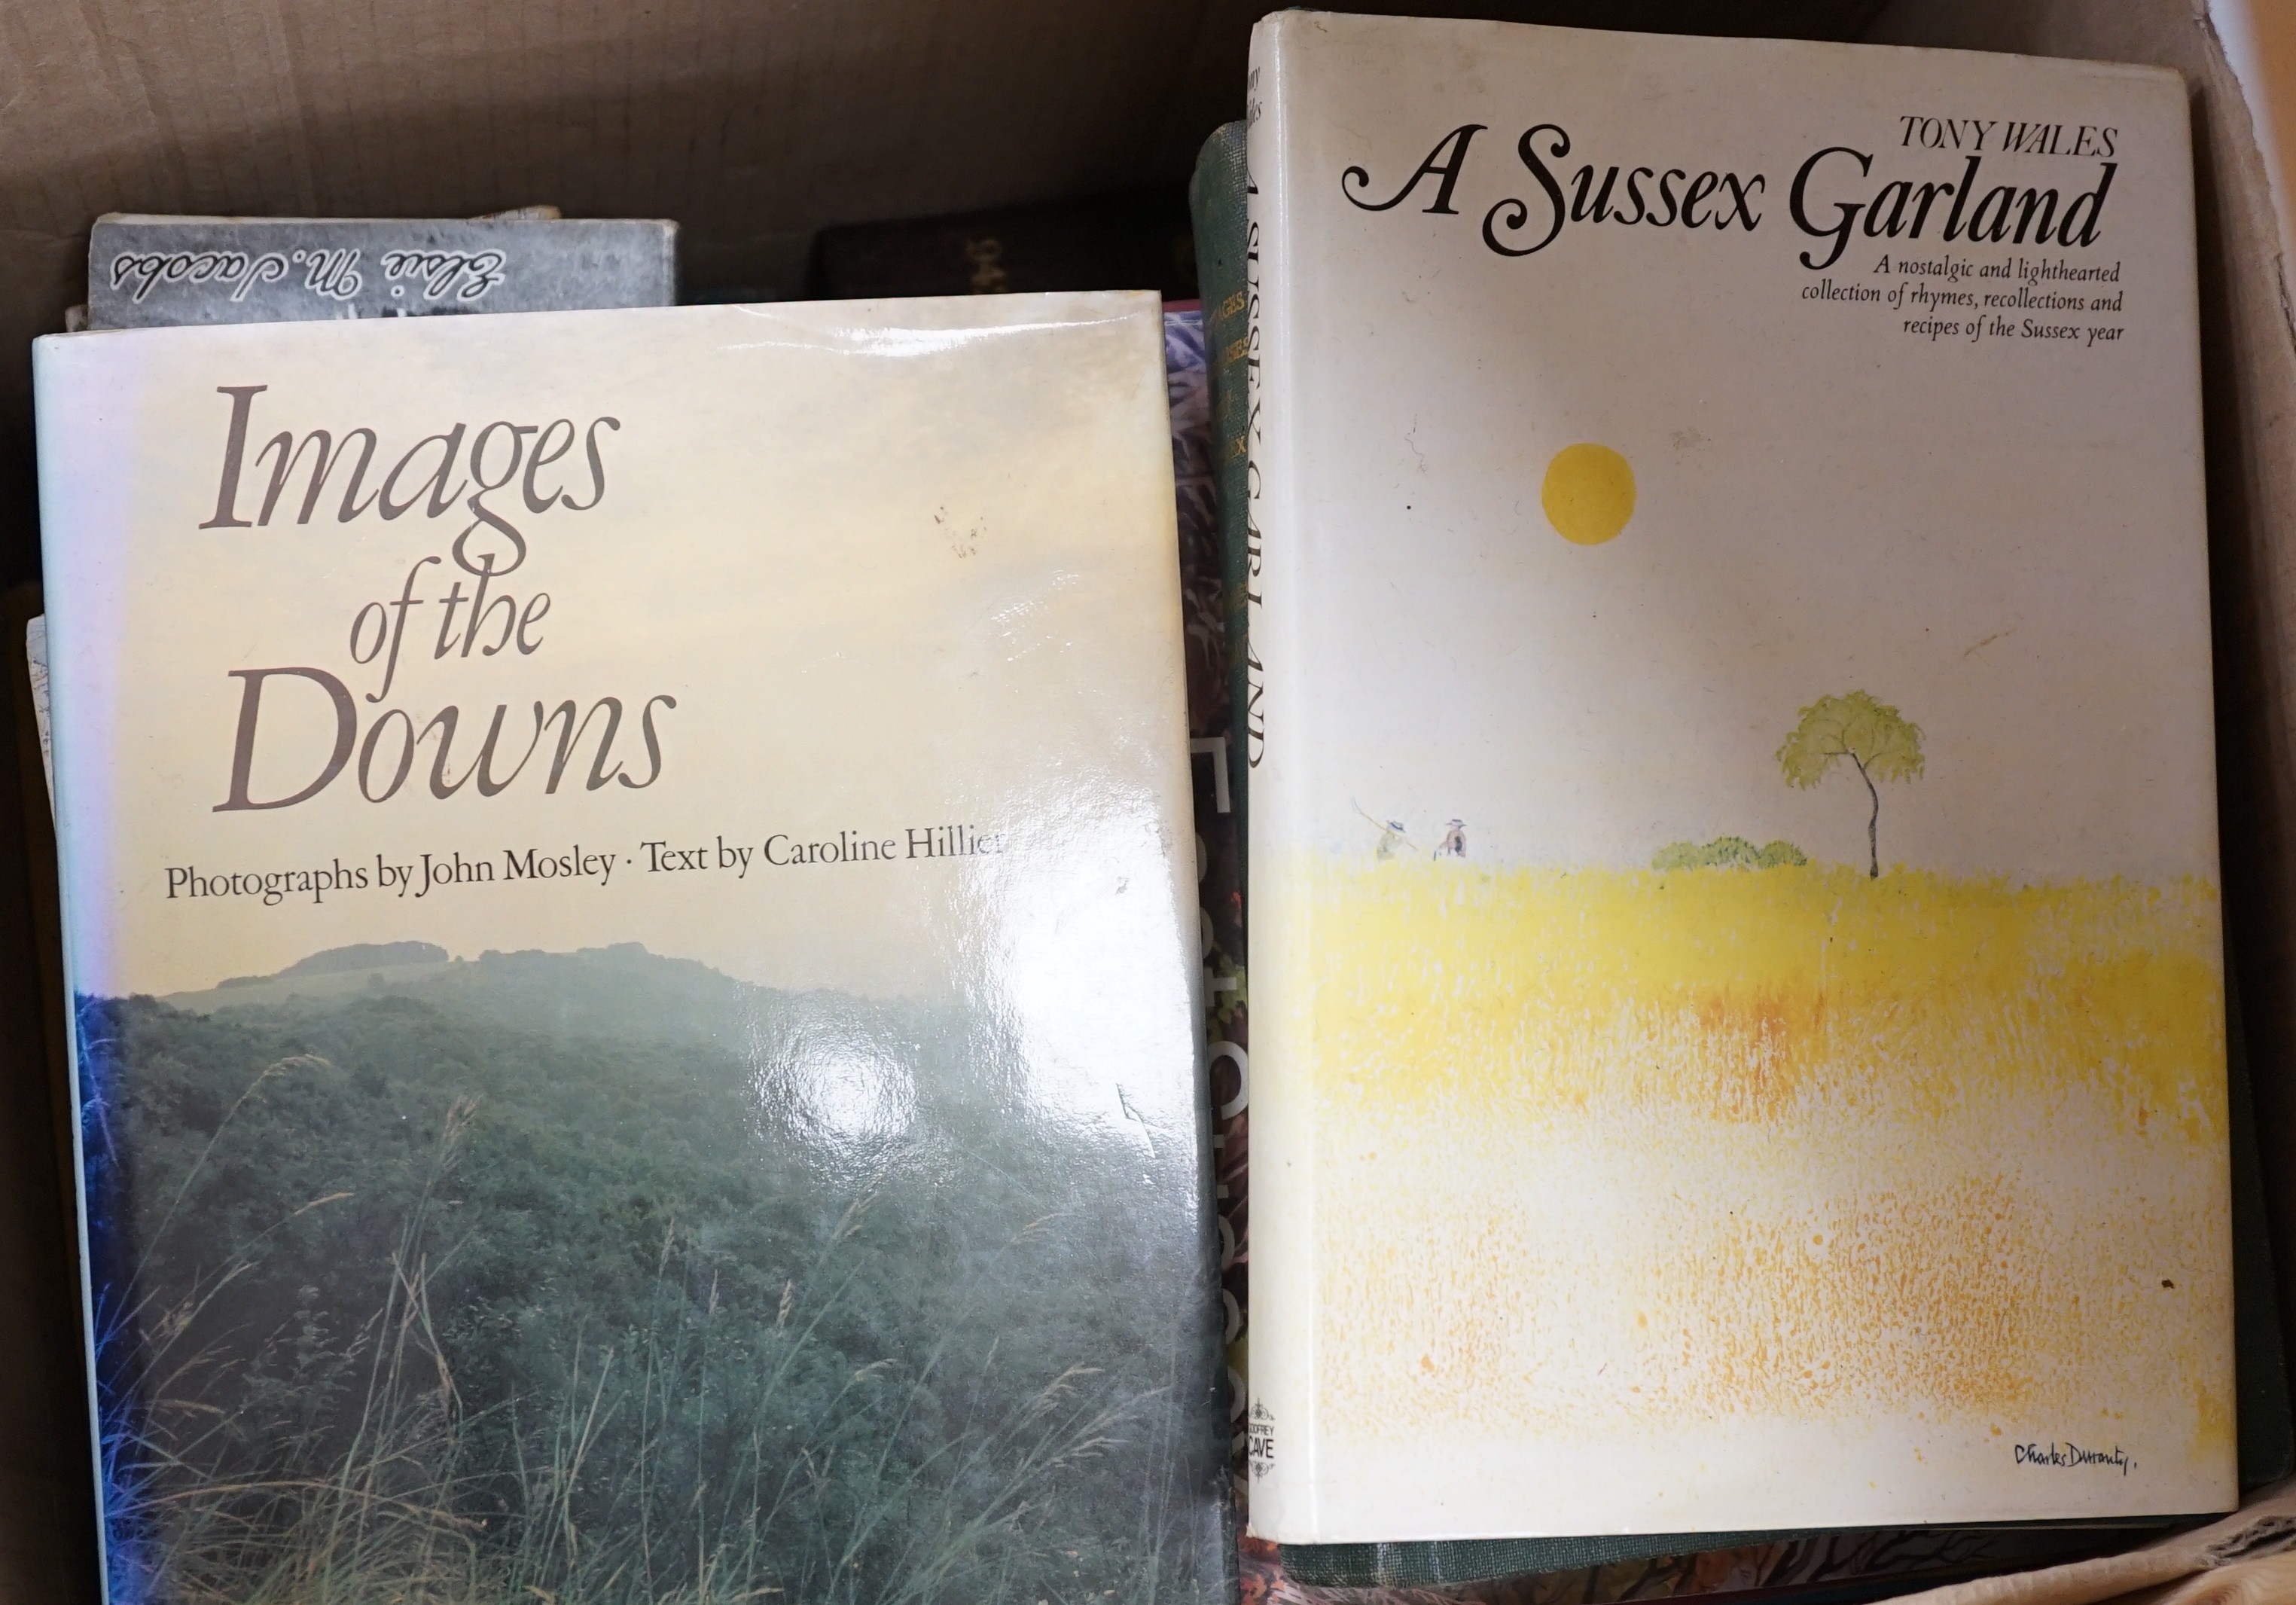 Elsie M. Jacobs
Images
of the
Downs
Photographs by John Mosley · Text by Caroline Hillier
TONY WALES
A Sussex Garland
A nostalgic and lighthearted
collection of rhymes, recollections and
recipes of the Sussex year
Charles Duranty.
A SUSSEX GARLAND
GODFREY
CAVE